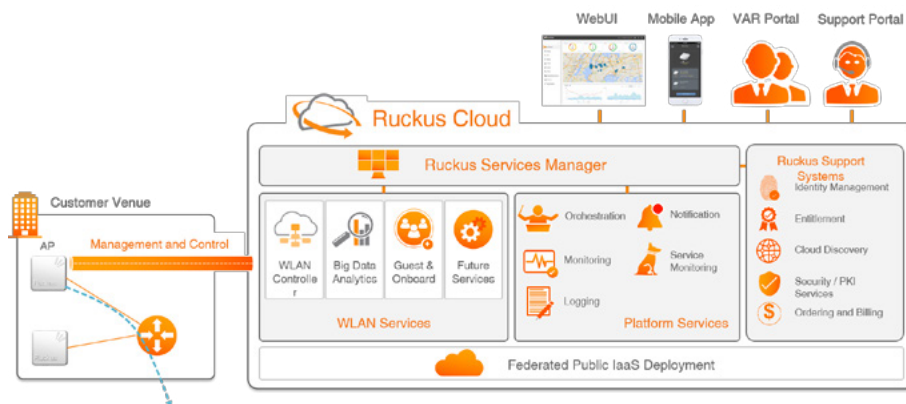 WebUI
Mobile App
VAR Portal
Support Portal
Ruckus Cloud
Ruckus Services Manager
Ruckus Support
Systems
Identity Management
Entitlement
Cloud Discovery
Security / PKI
Services
Ordering and Billing
$
Customer Venue
AP
Management and Control
WLAN
Controlle
r
Big Data
Analytics
Guest &
Onboard
Future
Services
WLAN Services
Orchestration
Notification
Monitoring
Service
Monitoring
Logging
Platform Services
Federated Public IaaS Deployment